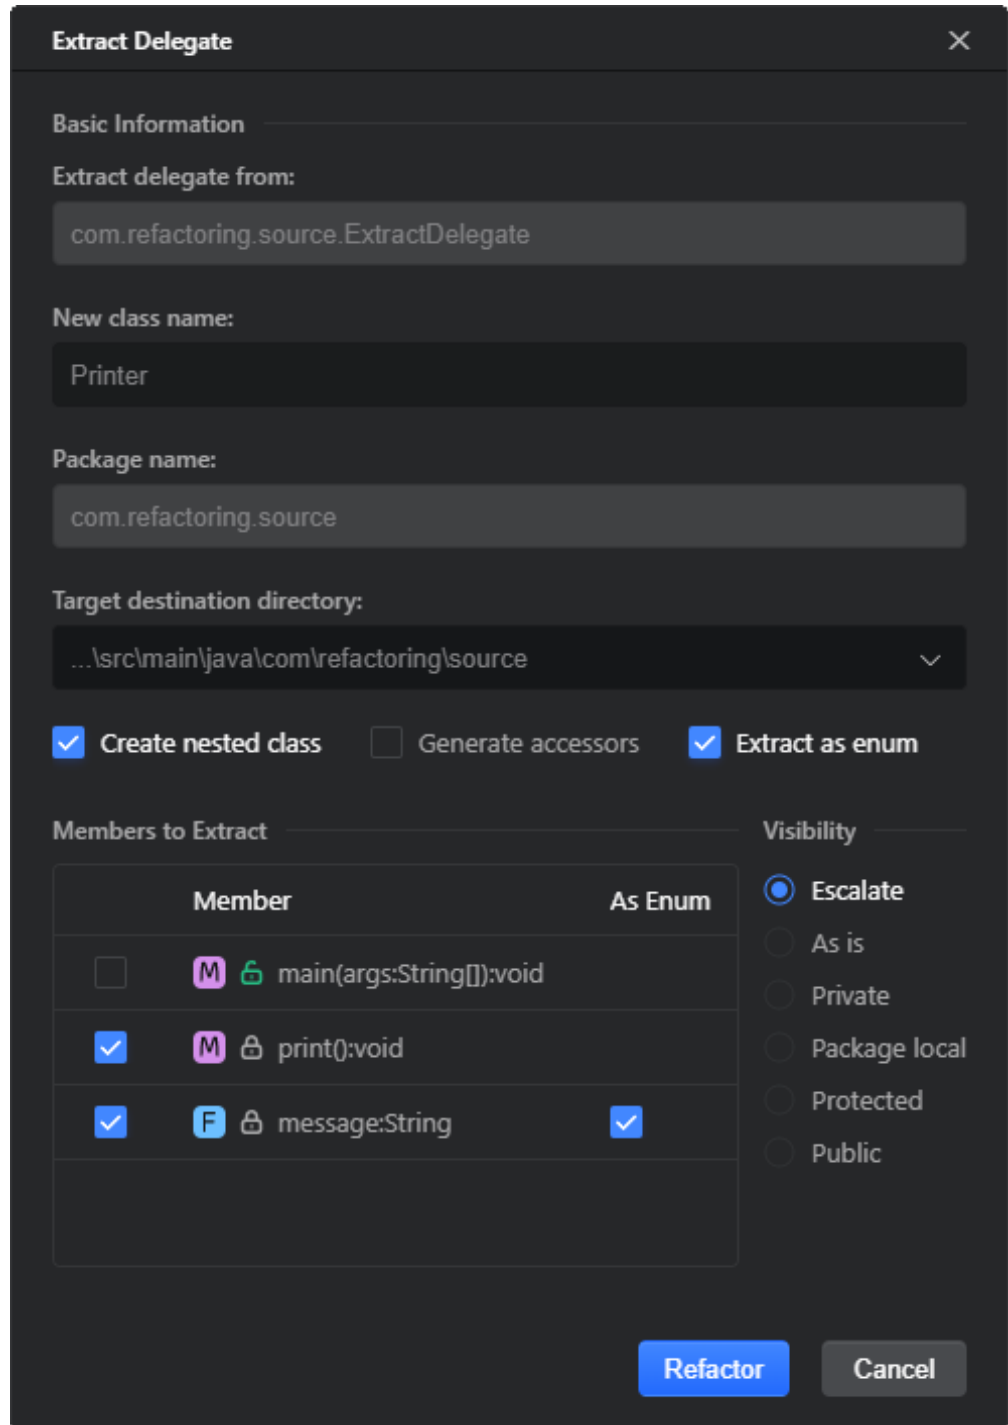 Extract Delegate
Basic Information
Extract delegate from:
com.refactoring.source.ExtractDelegate
New class name:
Printer
Package name:
com.refactoring.source
Target destination directory:
...\src\main\java\com\refactoring\source
Create nested class Generate accessors Extract as enum
Members to Extract
Member As Enum
M main(args:String[]):void
M print():void
F message:String
Visibility
Escalate
As is
Private
Package local
Protected
Public
Refactor Cancel